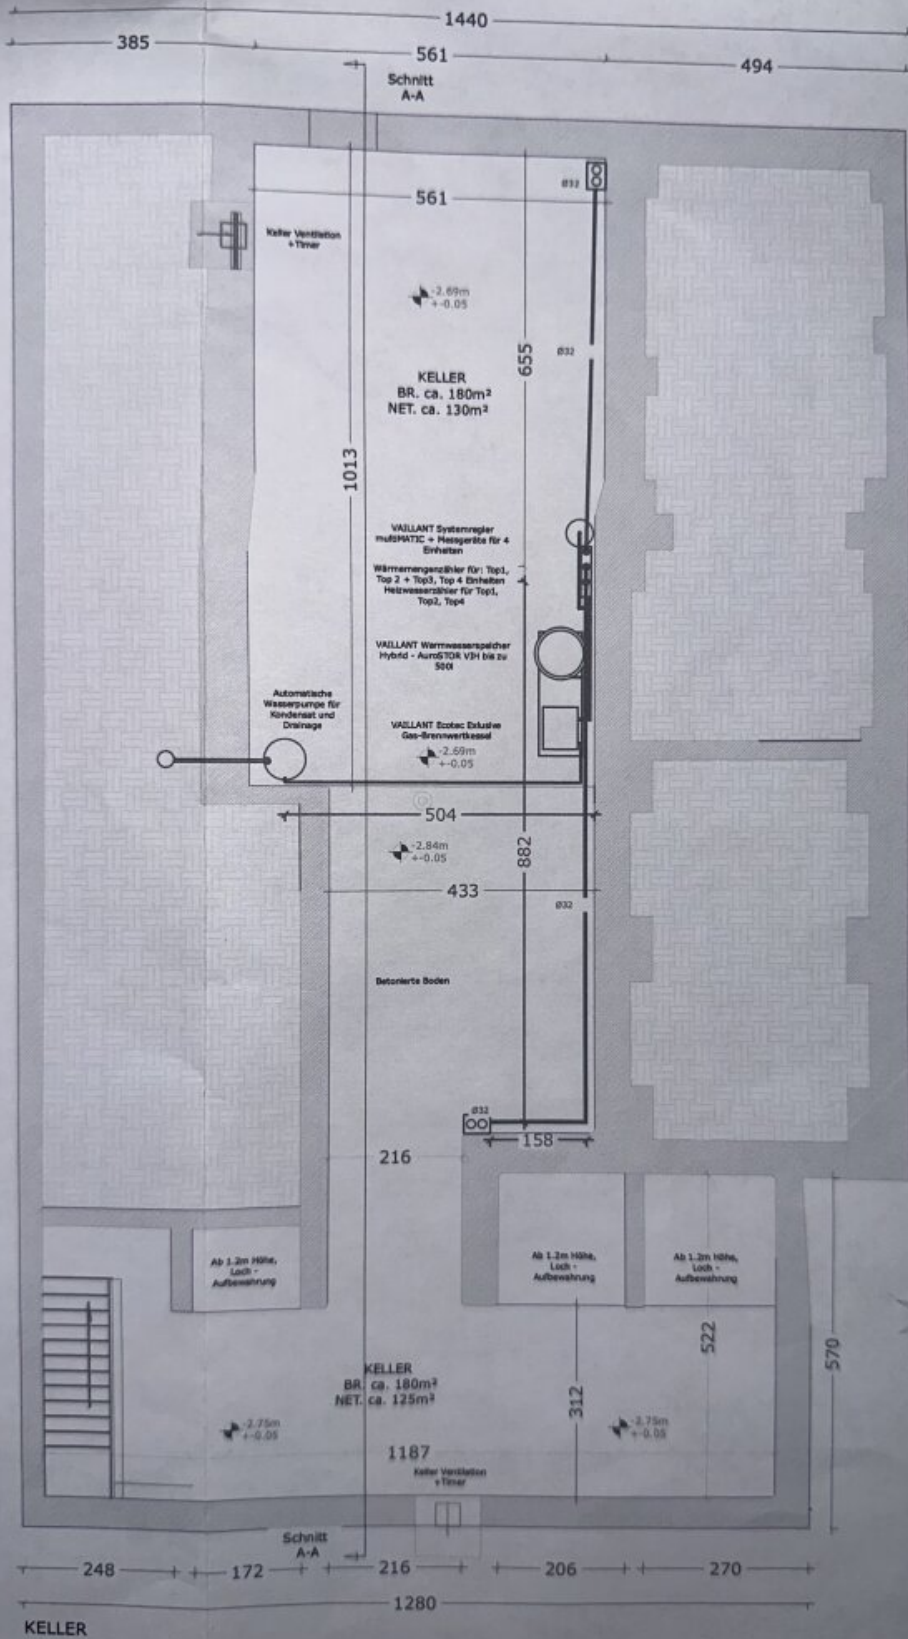 1440
385
561
494
Schnitt
A-A
561
Ø32
Keller Ventilation
+Timer
-2.69m
+-0.05
Ø32
655
KELLER
BR. ca. 180m²
NET. ca. 130m²
1013
VAILLANT Systemregler
multiMATIC + Messgeräte für 4
Einheiten
Wärmemengenzähler für: Top1,
Top 2 + Top3, Top 4 Einheiten
Heizwasserzähler für Top1,
Top2, Top4
VAILLANT Warmwasserspeicher
Hybrid - AuroSTOR VIH bis zu
500l
Automatische
Wasserpumpe für
Kondensat und
Drainage
VAILLANT Ecotec Exlusive
Gas-Brennwertkessel
-2.69m
+-0.05
504
-2.84m
+-0.05
882
433
Ø32
Betonierte Boden
Ø32
158
216
Ab 1.2m Höhe,
Loch -
Aufbewahrung
Ab 1.2m Höhe,
Loch -
Aufbewahrung
Ab 1.2m Höhe,
Loch -
Aufbewahrung
522
570
KELLER
BR. ca. 180m²
NET. ca. 125m²
312
-2.75m
+-0.05
-2.75m
+-0.05
1187
Keller Ventilation
+Timer
Schnitt
A-A
248
172
216
206
270
1280
KELLER